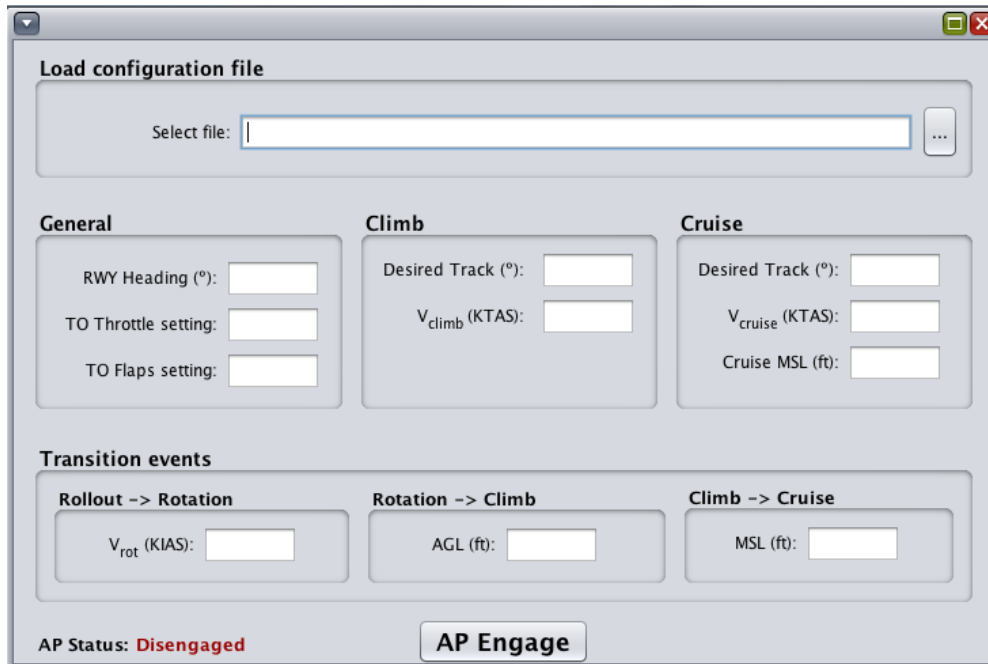 Load configuration file
Select file:
...
General
RWY Heading (º):
TO Throttle setting:
TO Flaps setting:
Climb
Desired Track (º):
Vclimb (KTAS):
Cruise
Desired Track (º):
Vcruise (KTAS):
Cruise MSL (ft):
Transition events
Rollout -> Rotation
Vrot (KIAS):
Rotation -> Climb
AGL (ft):
Climb -> Cruise
MSL (ft):
AP Status: Disengaged
AP Engage